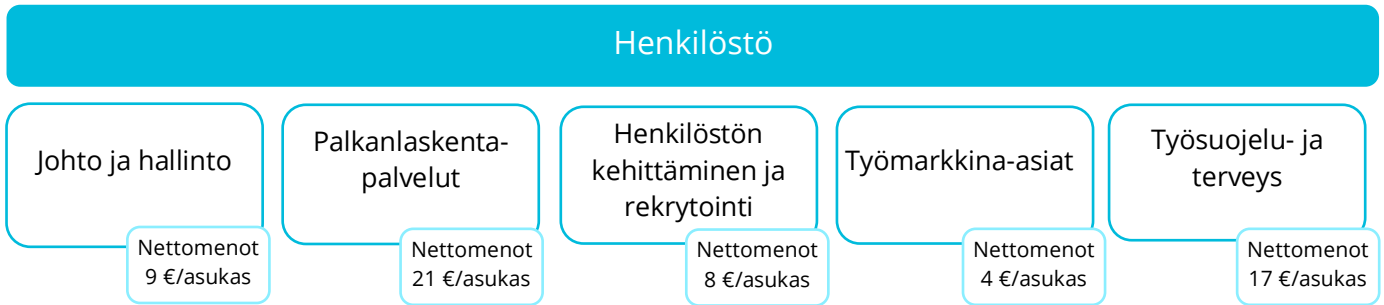 Henkilöstö
Johto ja hallinto
Nettomenot
9 €/asukas
Palkanlaskenta-
palvelut
Nettomenot
21 €/asukas
Henkilöstön
kehittäminen ja
rekrytointi
Nettomenot
8 €/asukas
Työmarkkina-asiat
Nettomenot
4 €/asukas
Työsuojelu- ja
terveys
Nettomenot
17 €/asukas